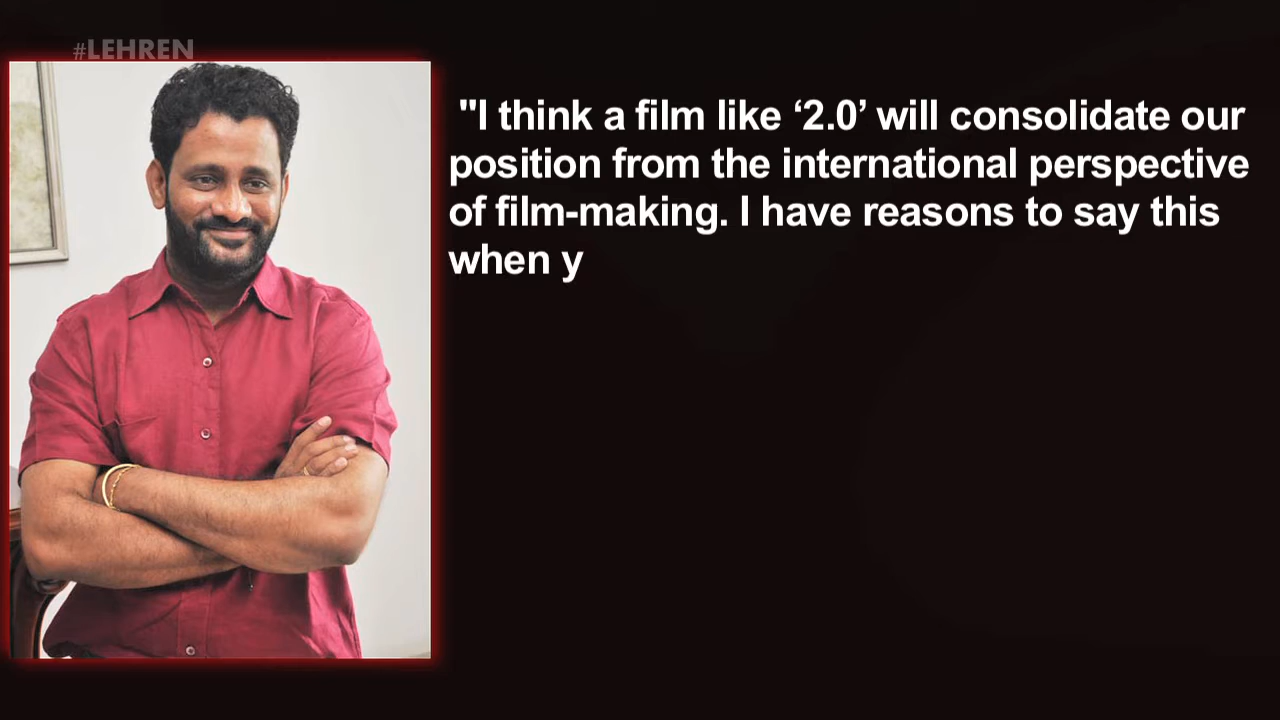 #LEHREN
"I think a film like ‘2.0’ will consolidate our
position from the international perspective
of film-making. I have reasons to say this
when y